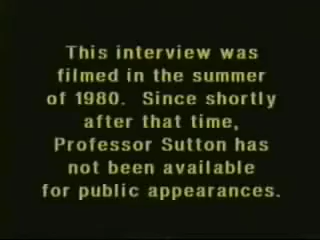 This interview was
filmed in the summer
of 1980. Since shortly
after that time,
Professor Sutton has
not been available
for public appearances.